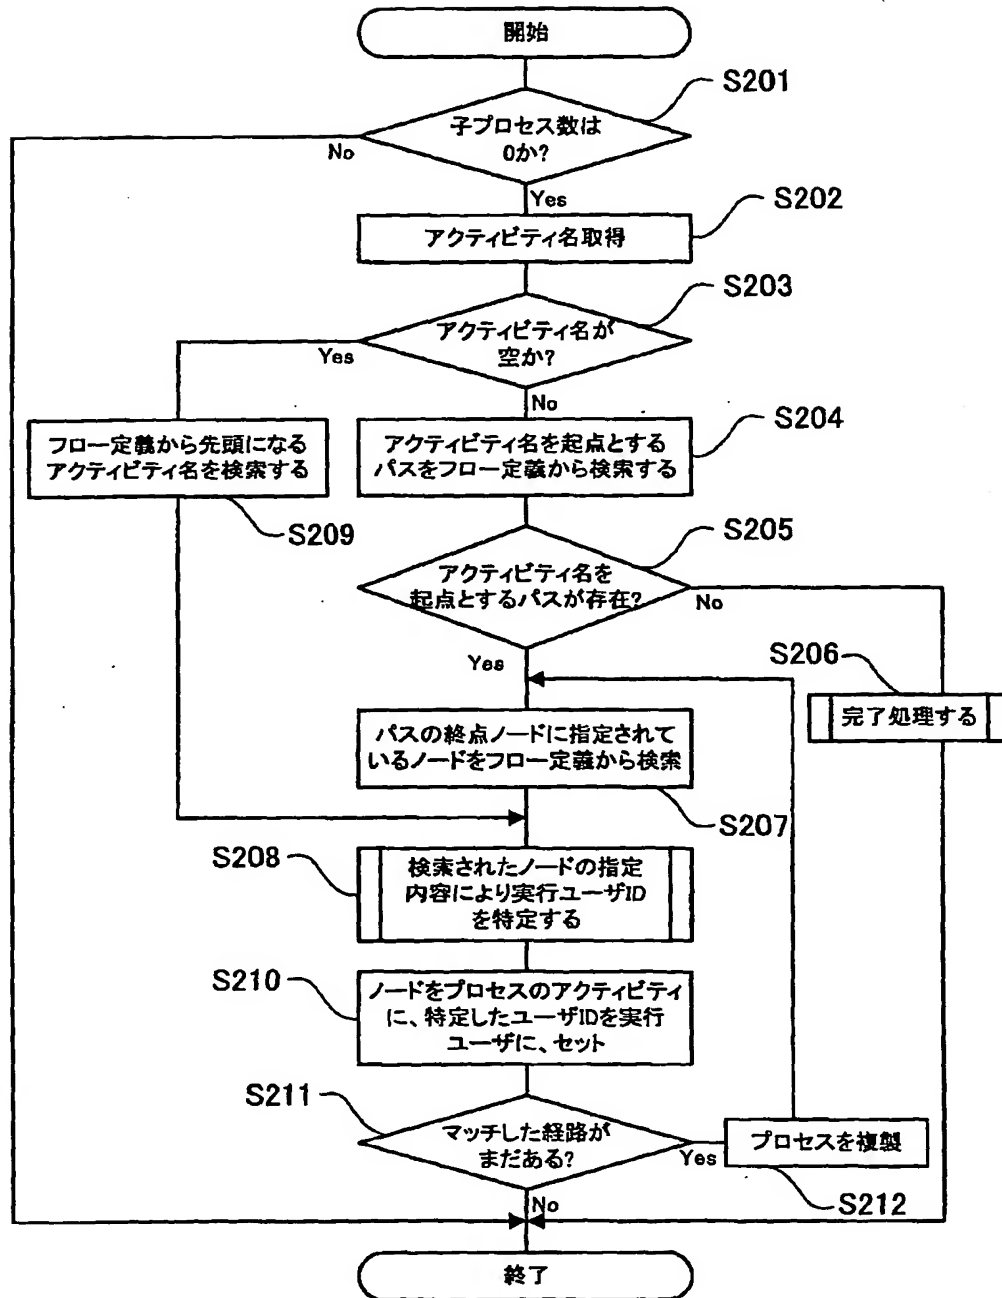 開始
S201
子プロセス数は
0か?
No
Yes
S202
アクティビティ名取得
S203
アクティビティ名が
空か?
Yes
No
S204
フロー定義から先頭になる
アクティビティ名を検索する
アクティビティ名を起点とする
パスをフロー定義から検索する
S209
S205
アクティビティ名を
起点とするパスが存在?
No
Yes
S206
完了処理する
パスの終点ノードに指定されて
いるノードをフロー定義から検索
S207
S208
検索されたノードの指定
内容により実行ユーザID
を特定する
S210
ノードをプロセスのアクティビティ
に、特定したユーザIDを実行
ユーザに、セット
S211
マッチした経路が
まだある?
Yes
プロセスを複製
No
S212
終了